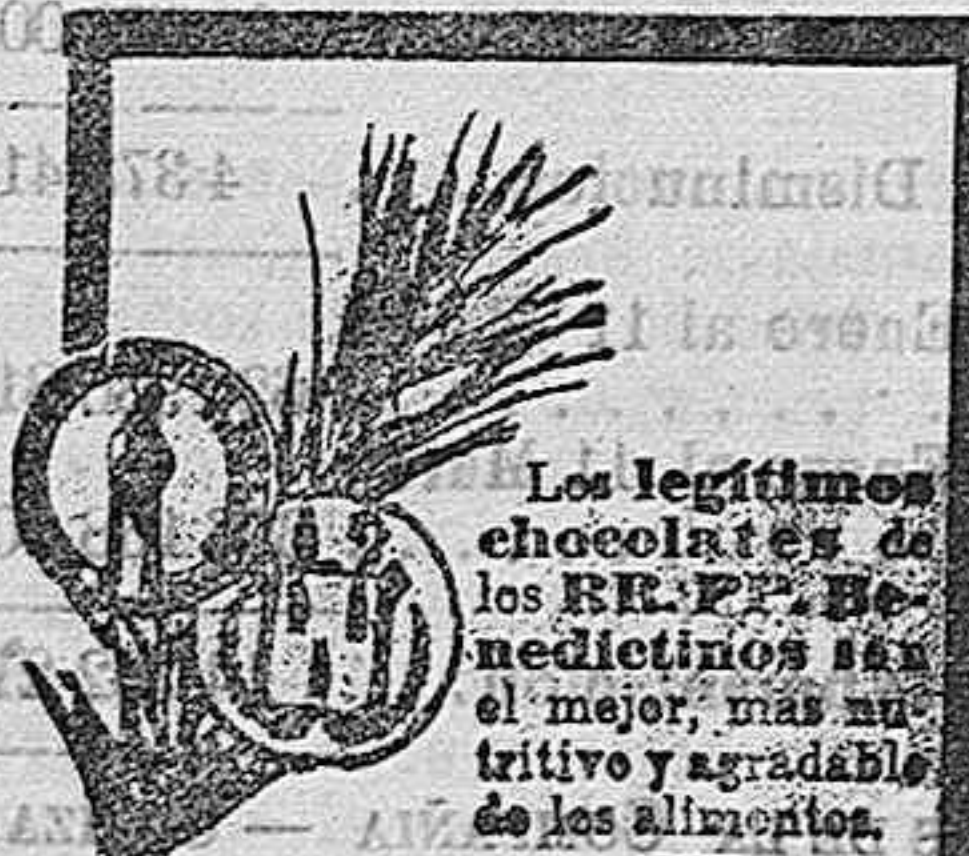 Los legítimos
chocolates de
los RR. PP. Be-
nedictinos son
el mejor, mas nu-
tritivo y agradable
de los alimentos.